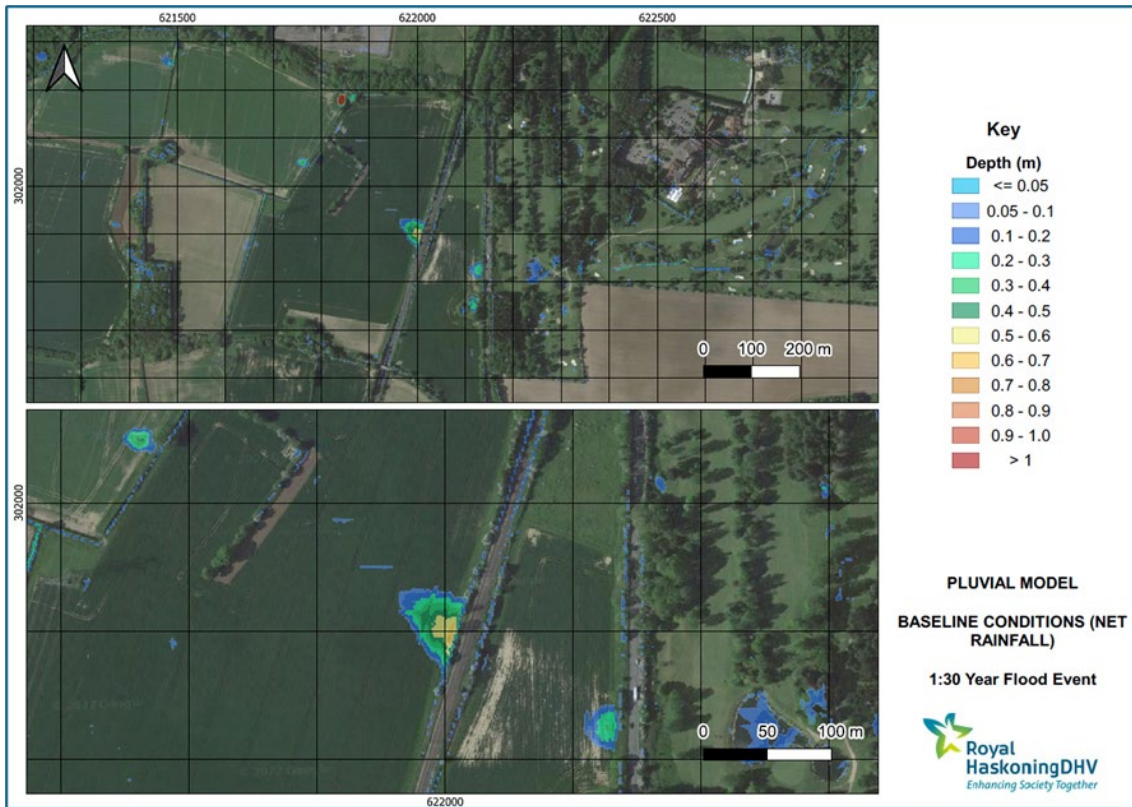 621500 622000 622500
302000
0 100 200 m
302000
0 50 100 m
622000
Key
Depth (m)
<= 0.05
0.05 - 0.1
0.1 - 0.2
0.2 - 0.3
0.3 - 0.4
0.4 - 0.5
0.5 - 0.6
0.6 - 0.7
0.7 - 0.8
0.8 - 0.9
0.9 - 1.0
> 1
PLUVIAL MODEL
BASELINE CONDITIONS (NET
RAINFALL)
1:30 Year Flood Event
Royal
HaskoningDHV
Enhancing Society Together